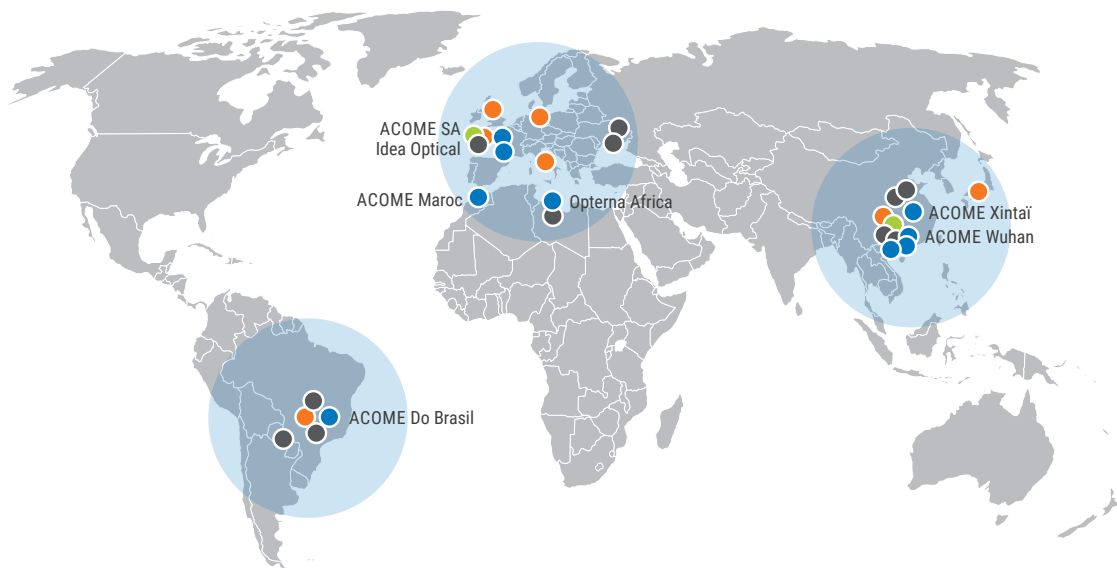 ACOME SA
Idea Optical
ACOME Maroc
Opterna Africa
ACOME Xintaï
ACOME Wuhan
ACOME Do Brasil